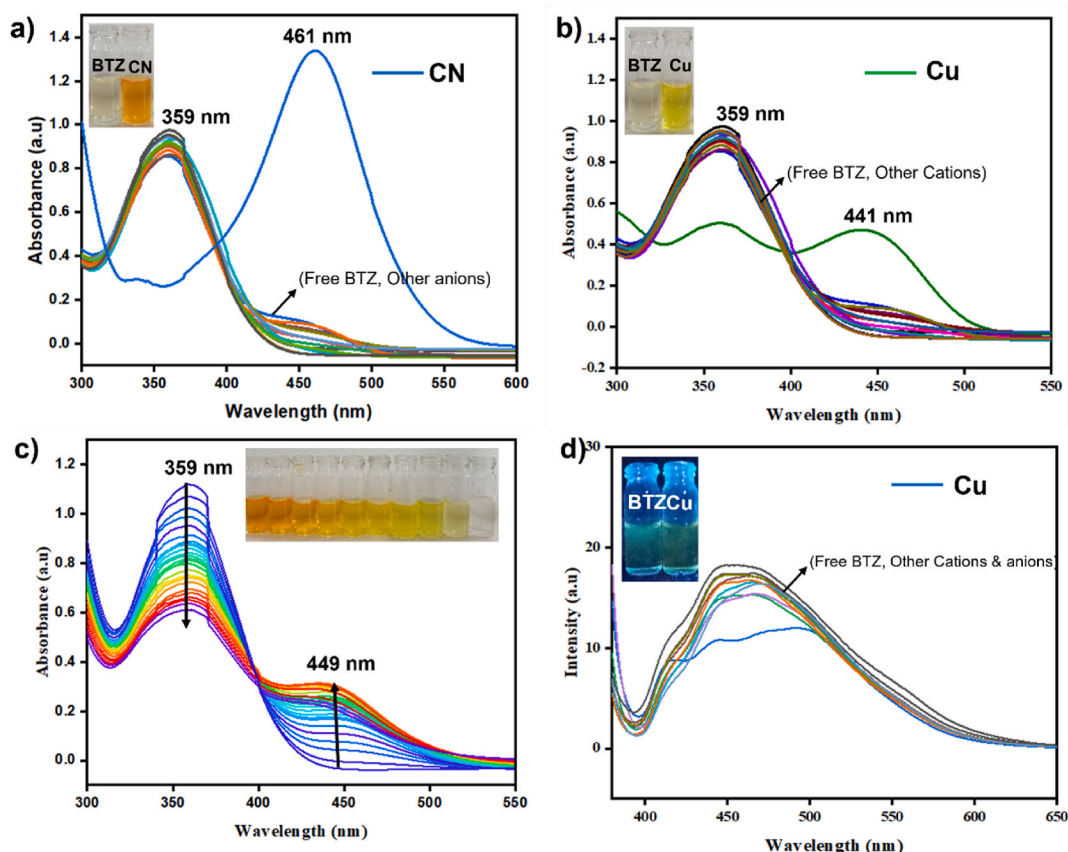 a)
BTZ CN
461 nm
CN
359 nm
(Free BTZ, Other anions)
Absorbance (a.u)
1.4
1.2
1.0
0.8
0.6
0.4
0.2
0.0
300 350 400 450 500 550 600
Wavelength (nm)
b)
BTZ Cu
359 nm
Cu
(Free BTZ, Other Cations)
441 nm
Absorbance (a.u)
1.4
1.2
1.0
0.8
0.6
0.4
0.2
0.0
-0.2
300 350 400 450 500 550
Wavelength (nm)
c)
359 nm
449 nm
Absorbance (a.u)
1.2
1.0
0.8
0.6
0.4
0.2
0.0
300 350 400 450 500 550
Wavelength (nm)
d)
BTZ Cu
Cu
(Free BTZ, Other Cations & anions)
Intensity (a.u)
30
20
10
0
400 450 500 550 600 650
Wavelength (nm)